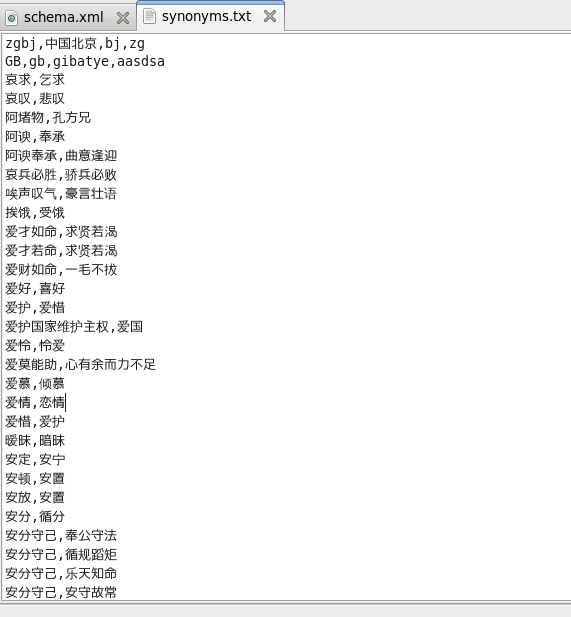 schema.xml synonyms.txt
zgbj,中国北京,bj,zg
GB,gb,gibatye,aasdsa
哀求,乞求
哀叹,悲叹
阿堵物,孔方兄
阿谀,奉承
阿谀奉承,曲意逢迎
哀兵必胜,骄兵必败
唉声叹气,豪言壮语
挨饿,受饿
爱才如命,求贤若渴
爱才若命,求贤若渴
爱财如命,一毛不拔
爱好,喜好
爱护,爱惜
爱护国家维护主权,爱国
爱怜,怜爱
爱莫能助,心有余而力不足
爱慕,倾慕
爱情,恋情
爱惜,爱护
暧昧,暗昧
安定,安宁
安顿,安置
安放,安置
安分,循分
安分守己,奉公守法
安分守己,循规蹈矩
安分守己,乐天知命
安分守己,安守故常